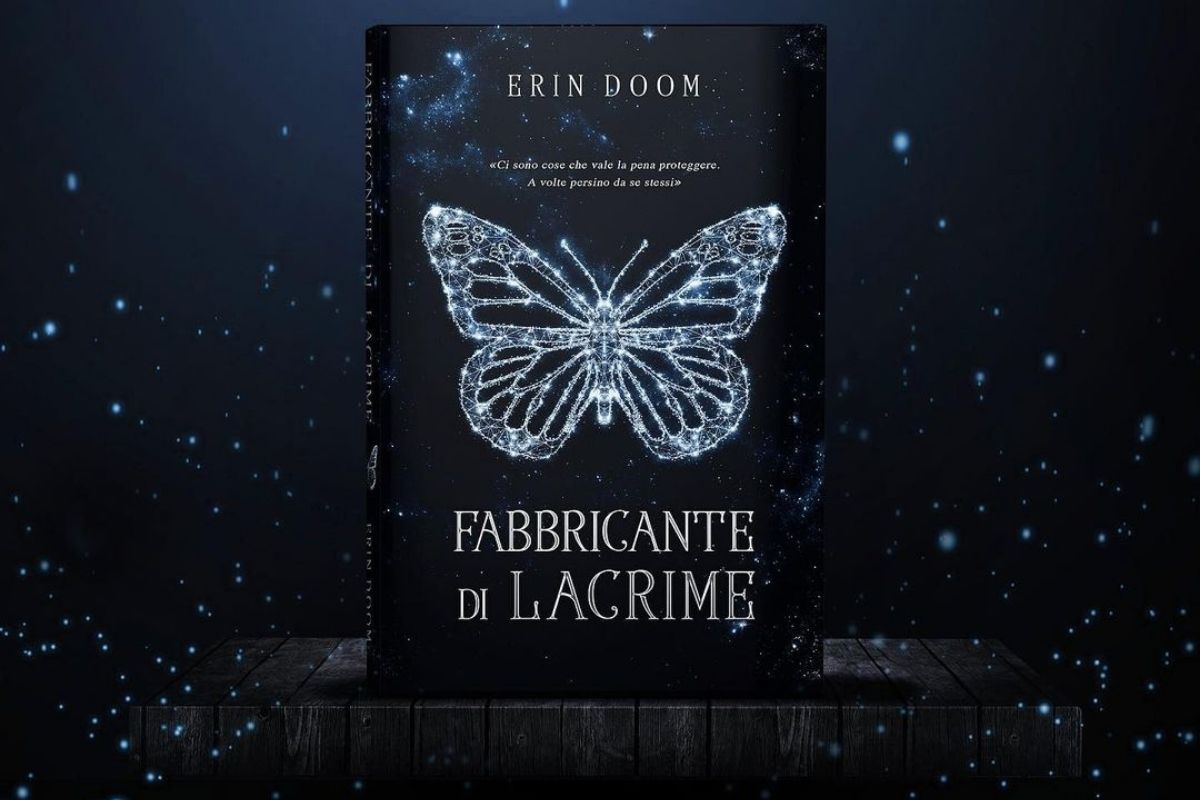 ERIN DOOM
«Ci sono cose che vale la pena proteggere.
A volte persino da se stessi»
FABBRICANTE
DI LACRIME
FABBRICANTE DI LACRIME
ERIN DOOM